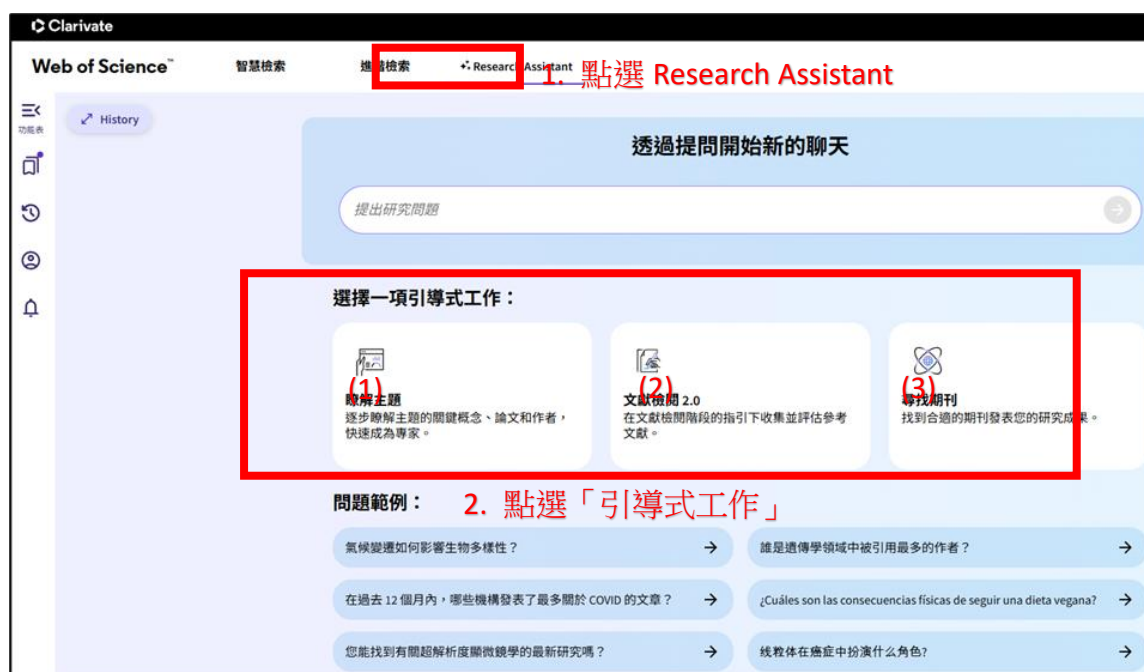 Clarivate
Web of Science™ 智慧檢索 進階檢索 Research Assistant
1. 點選 Research Assistant
功能表
History
透過提問開始新的聊天
提出研究問題
選擇一項引導式工作：
(1)
瞭解主題
逐步瞭解主題的關鍵概念、論文和作者，
快速成為專家。
(2)
文獻檢閱 2.0
在文獻檢閱階段的指引下收集並評估參考
文獻。
(3)
尋找期刊
找到合適的期刊發表您的研究成果。
2. 點選「引導式工作」
問題範例：
氣候變遷如何影響生物多樣性？
誰是遺傳學領域中被引用最多的作者？
在過去 12 個月內，哪些機構發表了最多關於 COVID 的文章？
¿Cuáles son las consecuencias físicas de seguir una dieta vegana?
您能找到有關超解析度顯微鏡學的最新研究嗎？
线粒体在癌症中扮演什么角色?